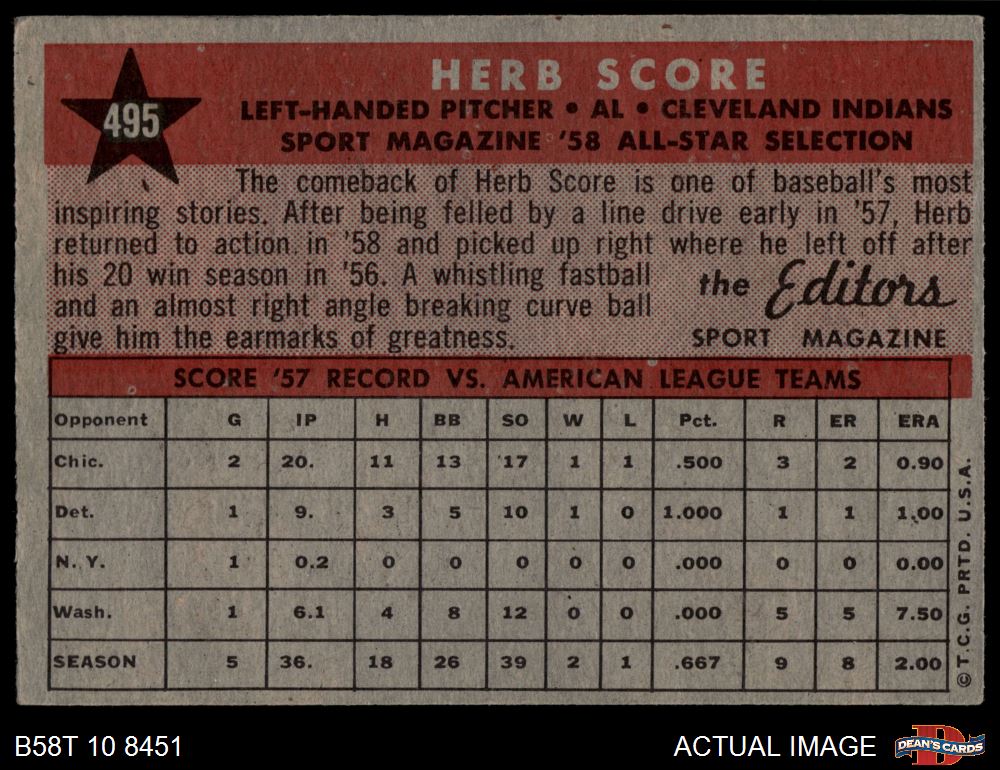 495
HERB SCORE
LEFT-HANDED PITCHER • AL • CLEVELAND INDIANS
SPORT MAGAZINE '58 ALL-STAR SELECTION
The comeback of Herb Score is one of baseball's most
inspiring stories. After being felled by a line drive early in '57, Herb
returned to action in '58 and picked up right where he left off after
his 20 win season in '56. A whistling fastball
and an almost right angle breaking curve ball
give him the earmarks of greatness.
the Editors
SPORT MAGAZINE
SCORE '57 RECORD VS. AMERICAN LEAGUE TEAMS
Opponent G IP H BB SO W L Pct. R ER ERA
Chic. 2 20. 11 13 17 1 1 .500 3 2 0.90
Det. 1 9. 3 5 10 1 0 1.000 1 1 1.00
N. Y. 1 0.2 0 0 0 0 0 .000 0 0 0.00
Wash. 1 6.1 4 8 12 0 0 .000 5 5 7.50
SEASON 5 36. 18 26 39 2 1 .667 9 8 2.00
©T.C.G. PRTD. U.S.A.
B58T 10 8451
ACTUAL IMAGE
DEAN'S CARDS